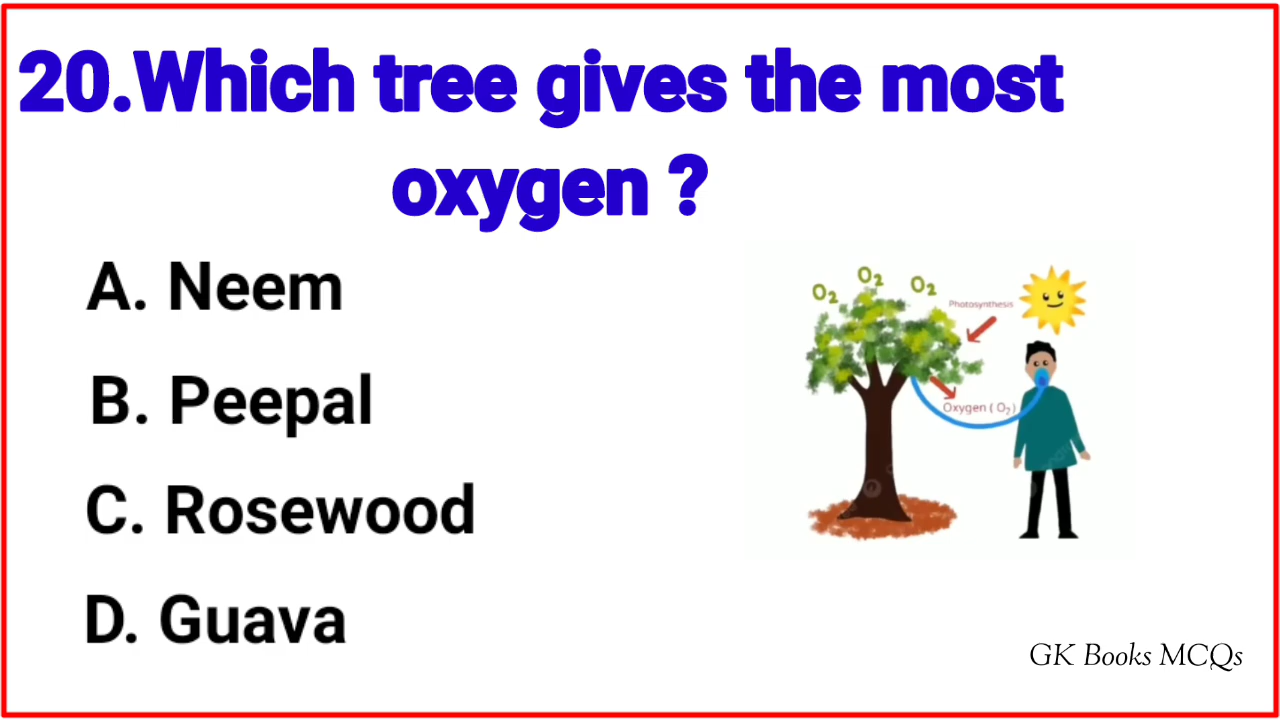 20.Which tree gives the most
oxygen ?
A. Neem
B. Peepal
C. Rosewood
D. Guava
O₂ O₂ O₂
Photosynthesis
Oxygen ( O₂)
GK Books MCQs